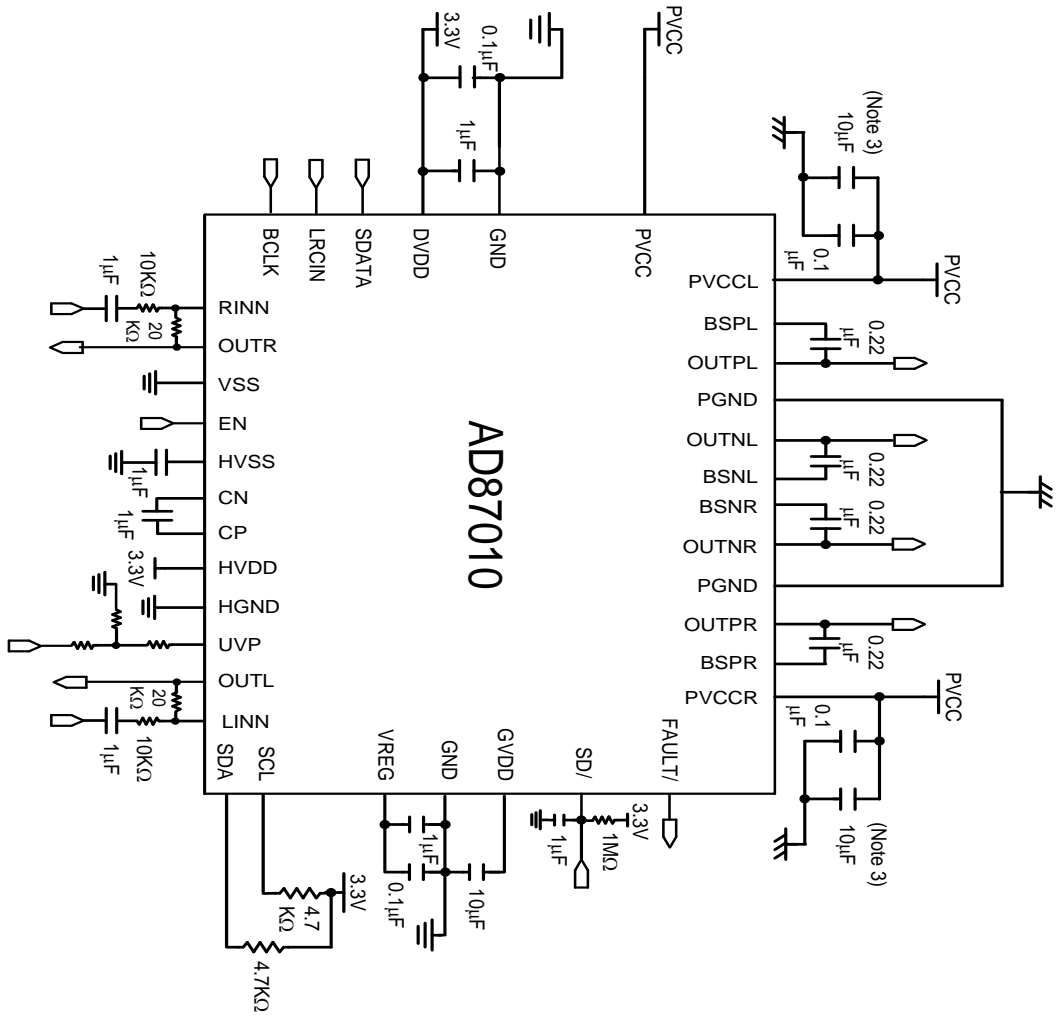 PVCC
3.3V
0.1µF
1µF
(Note 3)
10µF
0.1
µF
PVCC
BCLK
LRCIN
SDATA
DVDD
GND
PVCC
PVCCL
BSPL
0.22
µF
OUTPL
PGND
OUTNL
0.22
µF
BSNL
BSNR
0.22
µF
OUTNR
PGND
OUTPR
0.22
µF
BSPR
PVCCR
PVCC
0.1
µF
10µF
(Note 3)
AD87010
1µF
10KΩ
20
KΩ
RINN
OUTR
VSS
EN
HVSS
1µF
CN
1µF
CP
3.3V
HVDD
HGND
UVP
OUTL
20
KΩ
LINN
1µF
10KΩ
SDA
SCL
VREG
GND
GVDD
SD/
FAULT/
1µF
0.1µF
10µF
1µF
1MΩ
3.3V
3.3V
4.7
KΩ
4.7KΩ